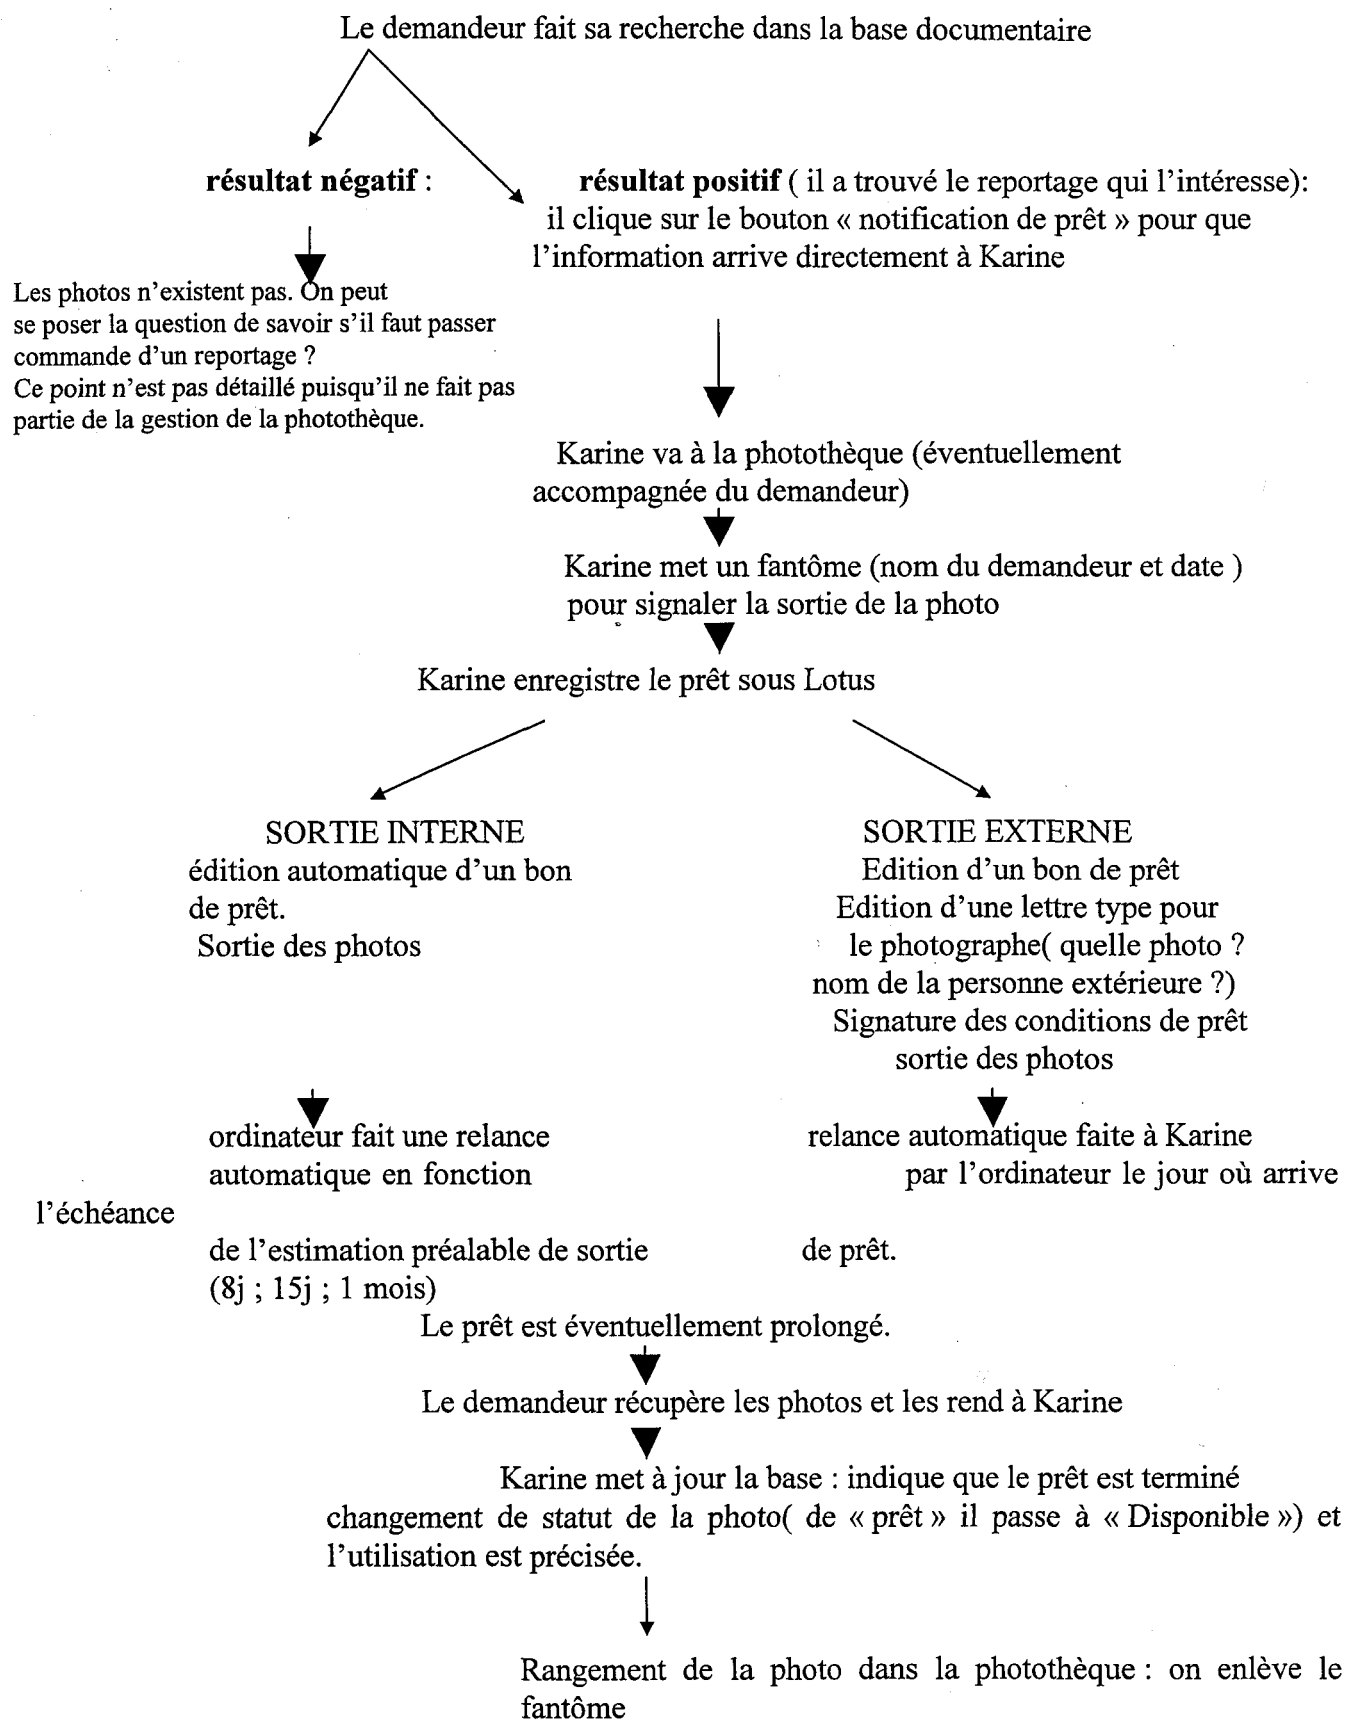 Le demandeur fait sa recherche dans la base documentaire
résultat négatif :
résultat positif ( il a trouvé le reportage qui l'intéresse):
il clique sur le bouton « notification de prêt » pour que
l'information arrive directement à Karine
Les photos n'existent pas. On peut
se poser la question de savoir s'il faut passer
commande d'un reportage ?
Ce point n'est pas détaillé puisqu'il ne fait pas
partie de la gestion de la photothèque.
Karine va à la photothèque (éventuellement
accompagnée du demandeur)
Karine met un fantôme (nom du demandeur et date )
pour signaler la sortie de la photo
Karine enregistre le prêt sous Lotus
SORTIE INTERNE
édition automatique d'un bon
de prêt.
Sortie des photos
SORTIE EXTERNE
Edition d'un bon de prêt
Edition d'une lettre type pour
le photographe( quelle photo ?
nom de la personne extérieure ?)
Signature des conditions de prêt
sortie des photos
ordinateur fait une relance
automatique en fonction
relance automatique faite à Karine
par l'ordinateur le jour où arrive
l'échéance
de l'estimation préalable de sortie
(8j ; 15j ; 1 mois)
de prêt.
Le prêt est éventuellement prolongé.
Le demandeur récupère les photos et les rend à Karine
Karine met à jour la base : indique que le prêt est terminé
changement de statut de la photo( de « prêt » il passe à « Disponible ») et
l'utilisation est précisée.
Rangement de la photo dans la photothèque : on enlève le
fantôme